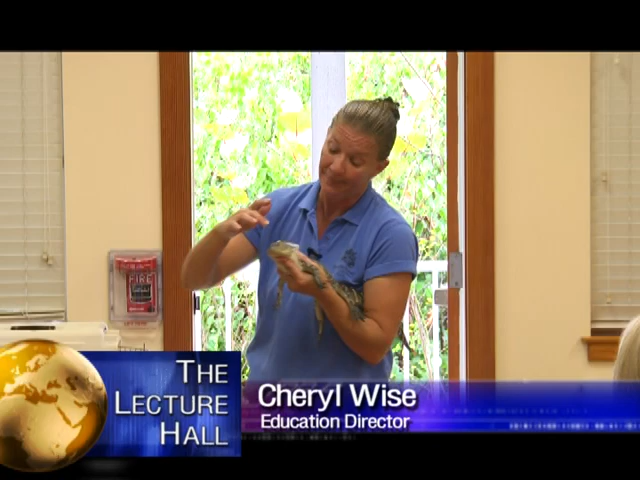 FIRE
THE
LECTURE
HALL
Cheryl Wise
Education Director